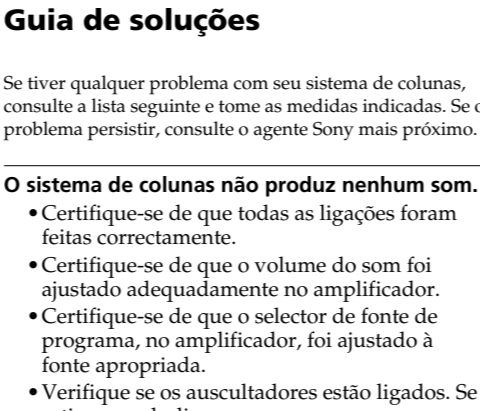 Guia de soluções
Se tiver qualquer problema com seu sistema de colunas,
consulte a lista seguinte e tome as medidas indicadas. Se o
problema persistir, consulte o agente Sony mais próximo.
O sistema de colunas não produz nenhum som.
•Certifique-se de que todas as ligações foram
feitas correctamente.
•Certifique-se de que o volume do som foi
ajustado adequadamente no amplificador.
•Certifique-se de que o selector de fonte de
programa, no amplificador, foi ajustado à
fonte apropriada.
•Verifique se os auscultadores estão ligados. Se